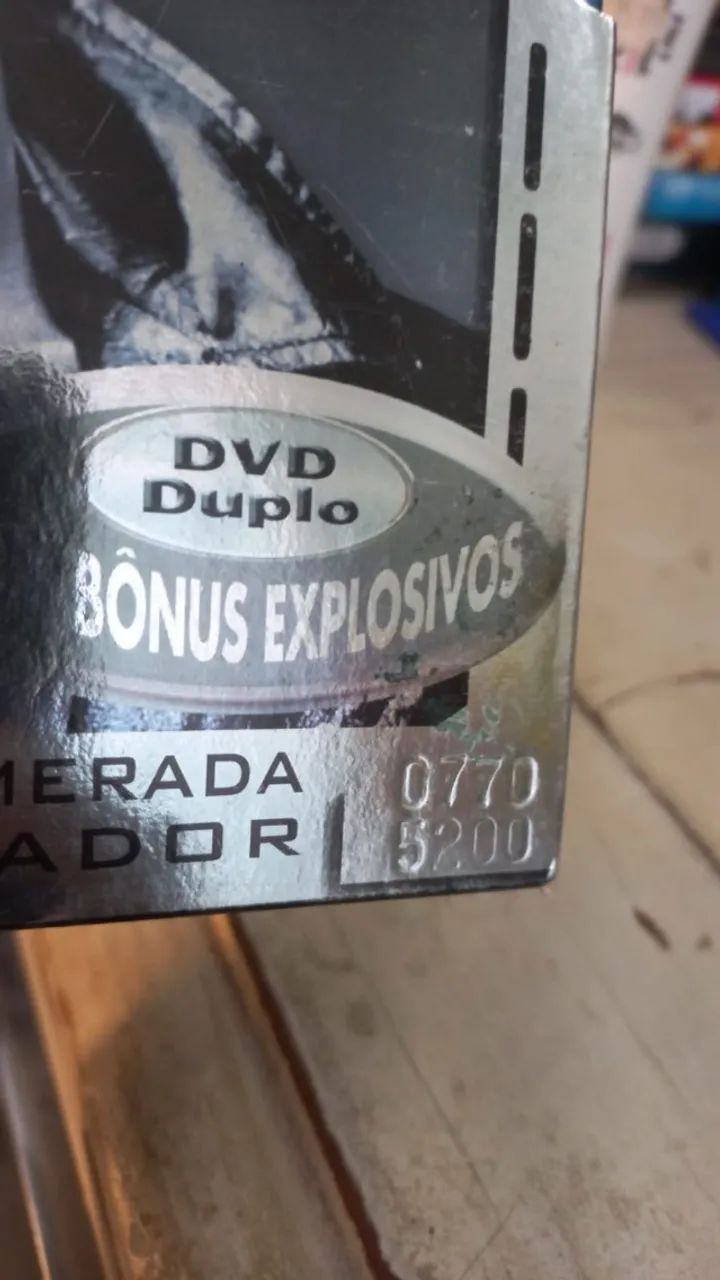 DVD
Duplo
BÔNUS EXPLOSIVOS
MERADA
ADOR
0770
5200